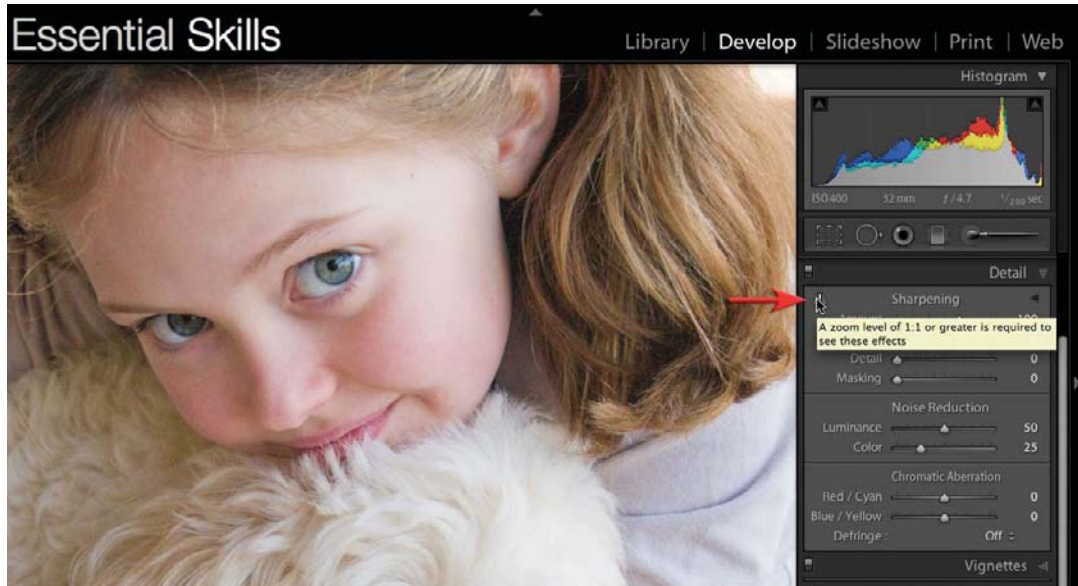 Essential Skills
Library | Develop | Slideshow | Print | Web
Histogram
ISO 400 32 mm ƒ / 4.7 1/200 sec
Detail
Sharpening
A zoom level of 1:1 or greater is required to
see these effects
Detail 0
Masking 0
Noise Reduction
Luminance 50
Color 25
Chromatic Aberration
Red / Cyan 0
Blue / Yellow 0
Defringe : Off
Vignettes